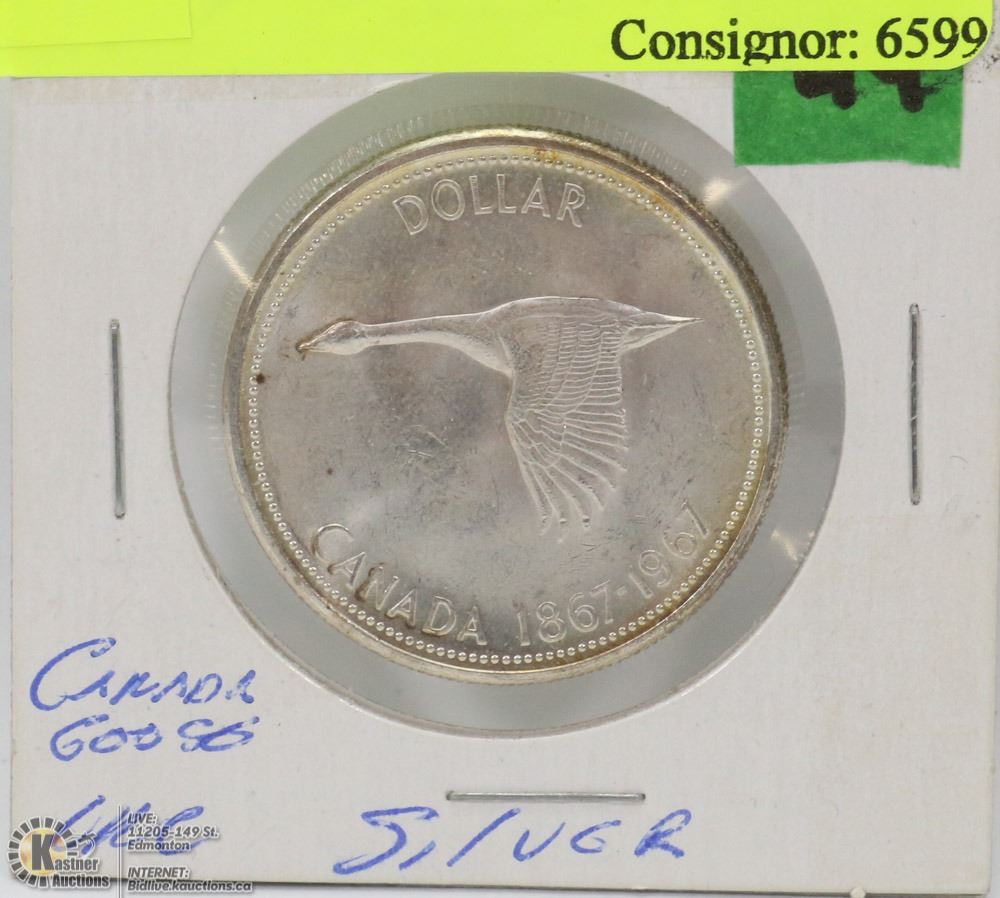 Consignor: 6599
DOLLAR
CANADA 1867-1967
CANADA
GOOSE
SILVER
LIVE:
11205-149 St.
Edmonton
INTERNET:
Bidlive.kauctions.ca
K
Kastner
Auctions